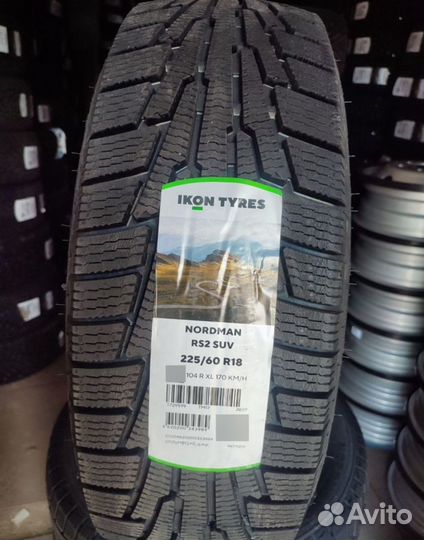 IKON TYRES
NORDMAN
RS2 SUV
225/60 R18
104 R XL 170 KM/H
Avito